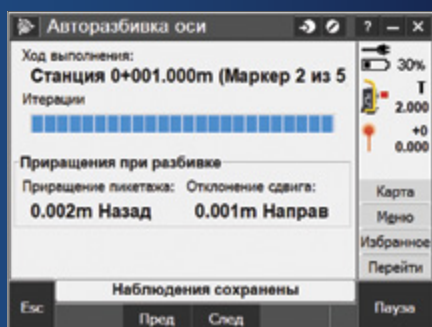 Авторазбивка оси
? – ×
Ход выполнения:
Станция 0+001.000m (Маркер 2 из 5
Итерации
Приращения при разбивке
Приращение пикетажа: Отклонение сдвига:
0.002m Назад 0.001m Направ
Наблюдения сохранены
Esc
Пред След
30%
T
2.000
+0
0.000
Карта
Меню
Избранное
Перейти
Пауза